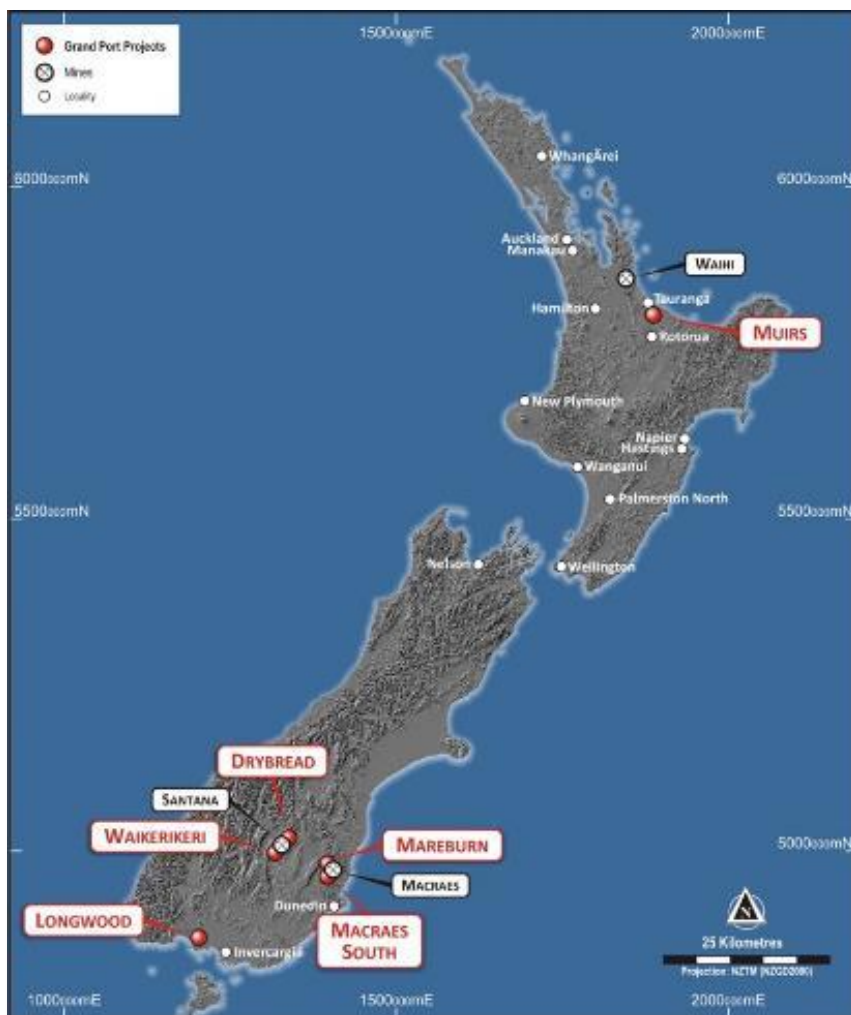 1500000mE
2000000mE
Grand Port Projects
Mines
Locality
WhangĀrei
6000000mN
6000000mN
Auckland
Manakau
WAIHI
Tauranga
Hamilton
MUIRS
Rotorua
New Plymouth
Napier
Hastings
Wanganui
Palmerston North
5500000mN
5500000mN
Nelson
Wellington
DRYBREAD
SANTANA
WAIKERIKERI
MAREBURN
5000000mN
MACRAES
Dunedin
LONGWOOD
MACRAES
SOUTH
N
Invercargill
25 Kilometres
Projection: NZTM (NZGD2000)
1000000mE
1500000mE
2000000mE